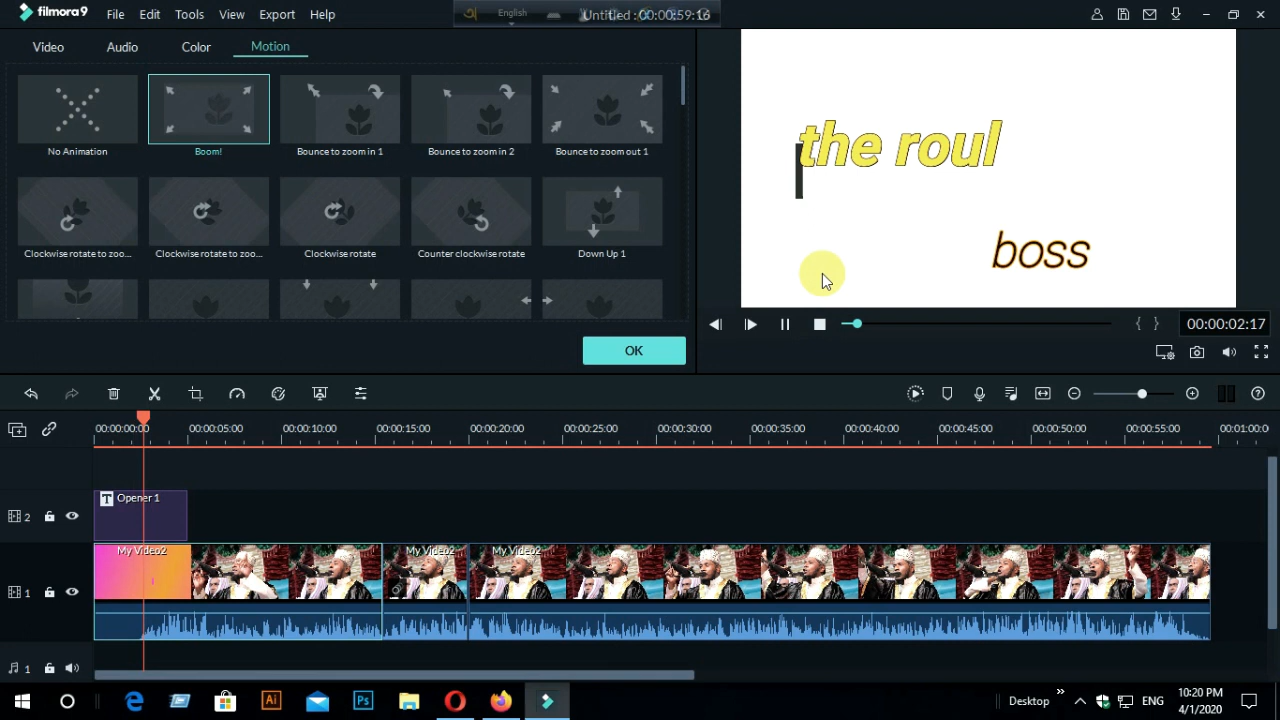 filmora9 File Edit Tools View Export Help English Untitled : 00:00:59:16
Video Audio Color Motion
No Animation Boom! Bounce to zoom in 1 Bounce to zoom in 2 Bounce to zoom out 1
Clockwise rotate to zoo... Clockwise rotate to zoo... Clockwise rotate Counter clockwise rotate Down Up 1
the roul
boss
00:00:02:17
OK
00:00:00:00 00:00:05:00 00:00:10:00 00:00:15:00 00:00:20:00 00:00:25:00 00:00:30:00 00:00:35:00 00:00:40:00 00:00:45:00 00:00:50:00 00:00:55:00 00:01:00:0
2 T Opener 1
My Video2 My Video2 My Video2
1
1
Ai Ps Desktop ENG 10:20 PM
4/1/2020